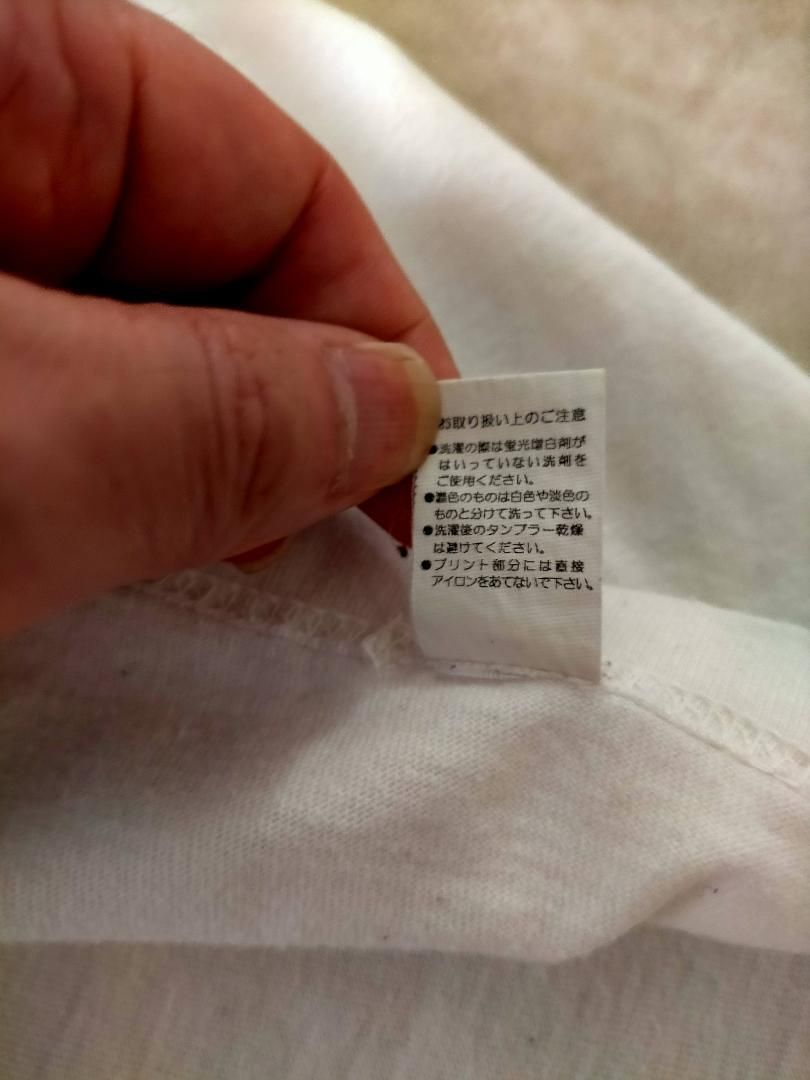 お取り扱い上のご注意
●洗濯の際は蛍光増白剤が
はいっていない洗剤を
ご使用ください。
●濃色のものは白色や淡色の
ものと分けて洗って下さい。
●洗濯後のタンブラー乾燥
は避けてください。
●プリント部分には直接
アイロンをあてないで下さい。